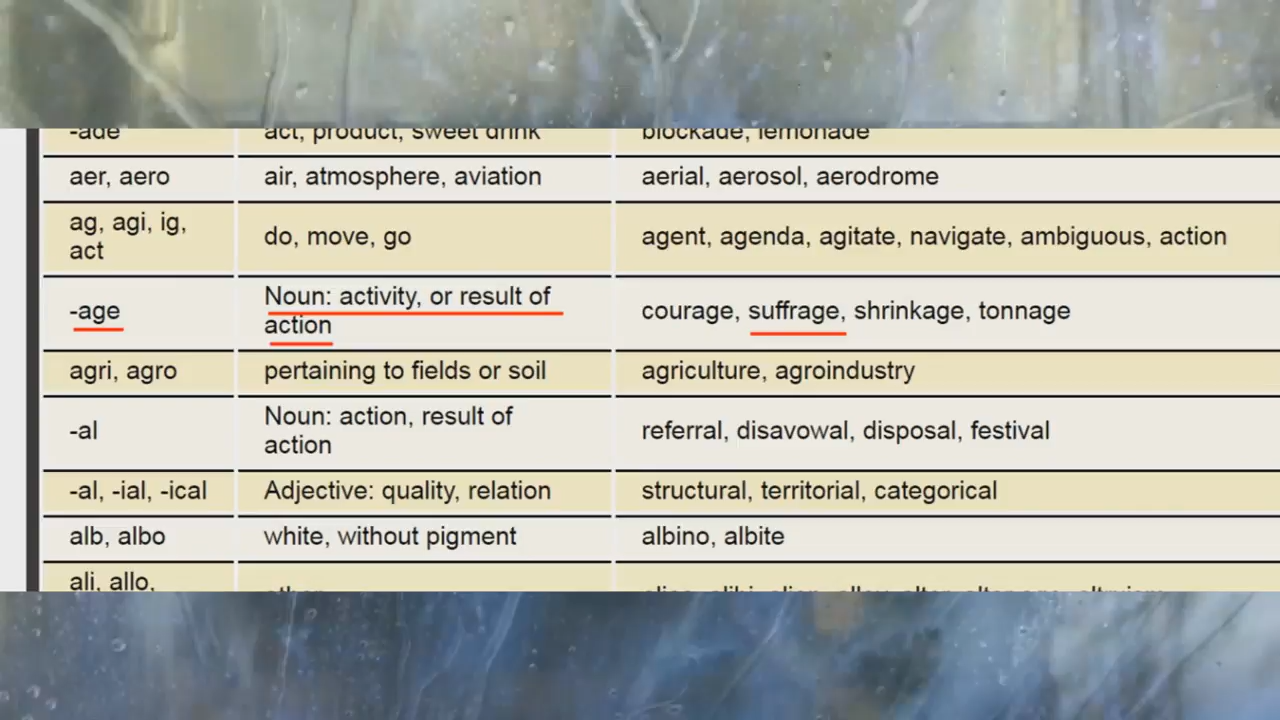 -ade act, product, sweet drink blockade, lemonade
aer, aero air, atmosphere, aviation aerial, aerosol, aerodrome
ag, agi, ig,
act do, move, go agent, agenda, agitate, navigate, ambiguous, action
-age Noun: activity, or result of
action courage, suffrage, shrinkage, tonnage
agri, agro pertaining to fields or soil agriculture, agroindustry
-al Noun: action, result of
action referral, disavowal, disposal, festival
-al, -ial, -ical Adjective: quality, relation structural, territorial, categorical
alb, albo white, without pigment albino, albite
ali, allo,